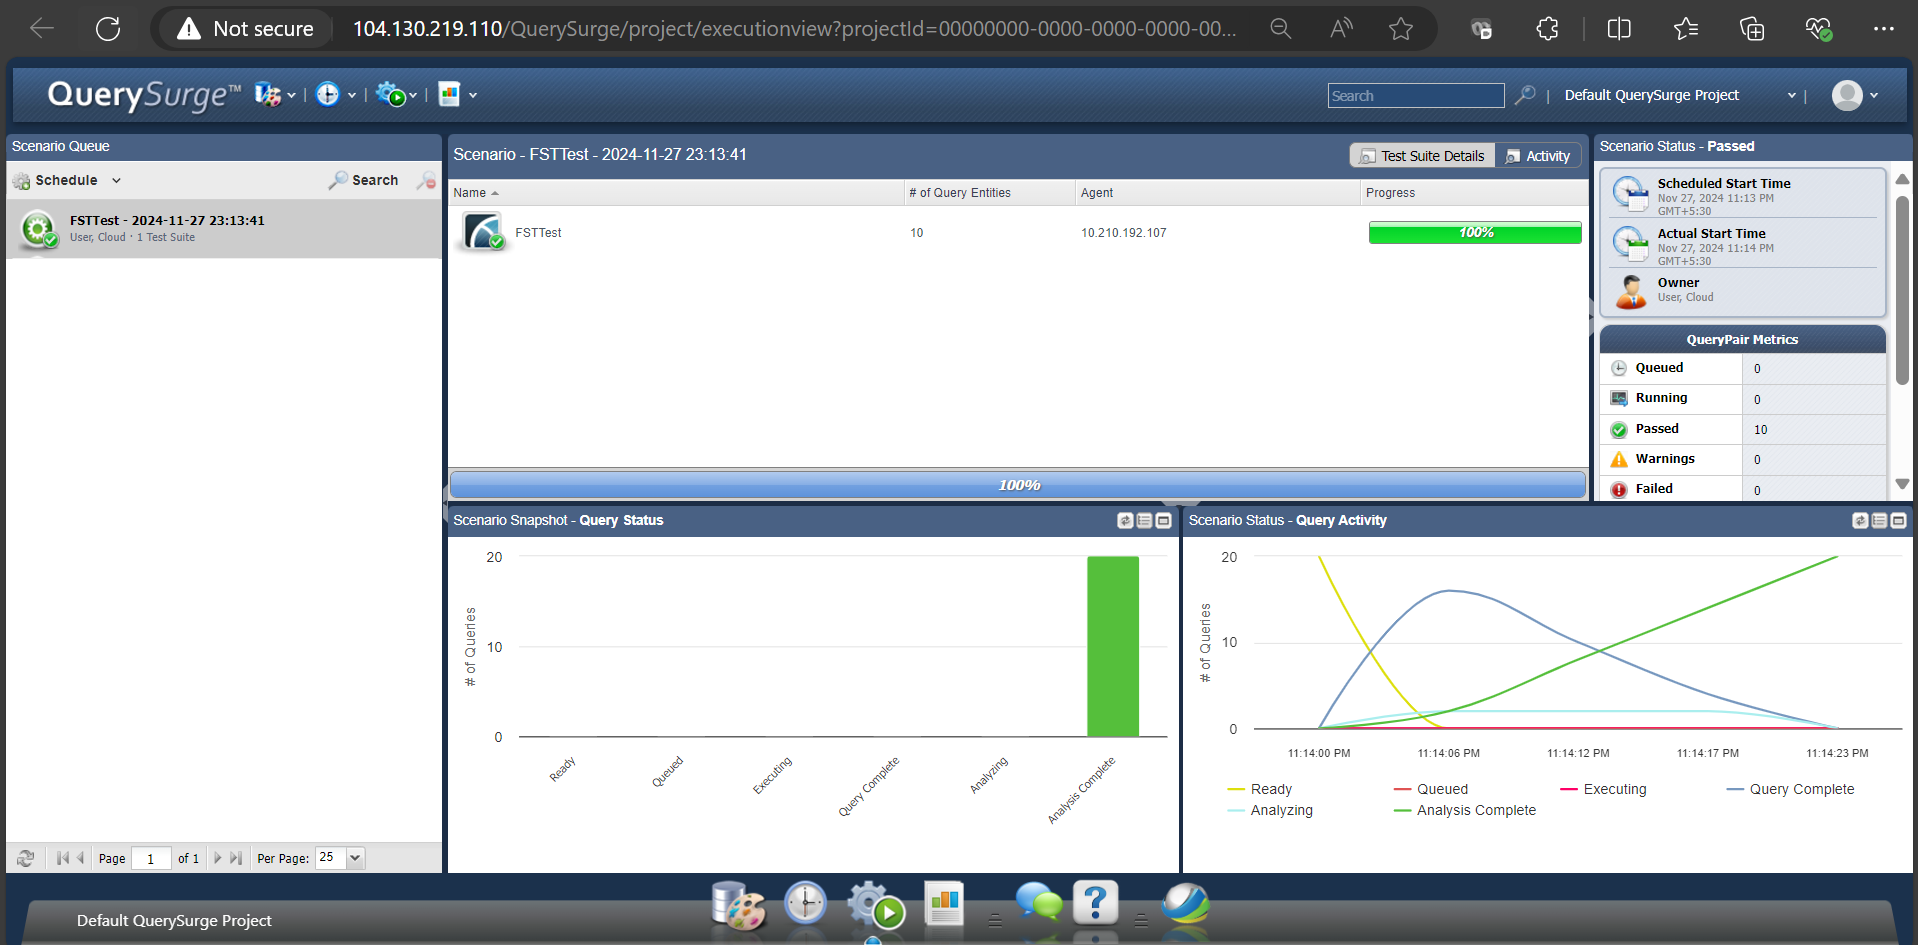 Not secure
104.130.219.110/QuerySurge/project/executionview?projectId=00000000-0000-0000-0000-00...
QuerySurge™
Search
Default QuerySurge Project
Scenario Queue
Schedule
Search
FSTTest - 2024-11-27 23:13:41
User, Cloud · 1 Test Suite
Page 1 of 1
Per Page: 25
Scenario - FSTTest - 2024-11-27 23:13:41
Test Suite Details
Activity
Name # of Query Entities Agent Progress
FSTTest 10 10.210.192.107 100%
100%
Scenario Status - Passed
Scheduled Start Time
Nov 27, 2024 11:13 PM
GMT+5:30
Actual Start Time
Nov 27, 2024 11:14 PM
GMT+5:30
Owner
User, Cloud
QueryPair Metrics
Queued 0
Running 0
Passed 10
Warnings 0
Failed 0
Scenario Snapshot - Query Status
# of Queries
20
10
0
Ready
Queued
Executing
Query Complete
Analyzing
Analysis Complete
Scenario Status - Query Activity
# of Queries
20
10
0
11:14:00 PM 11:14:06 PM 11:14:12 PM 11:14:17 PM 11:14:23 PM
Ready Queued Executing Query Complete
Analyzing Analysis Complete
Default QuerySurge Project
?